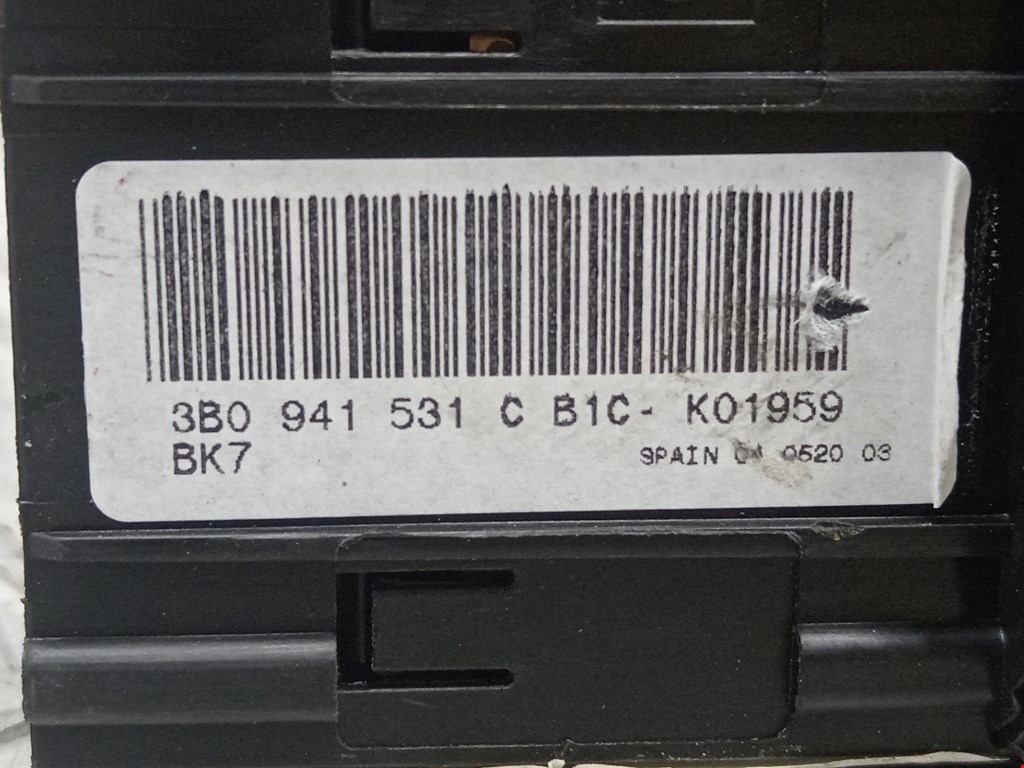 3B0 941 531 C B1C- K01959
BK7
SPAIN 0520 03